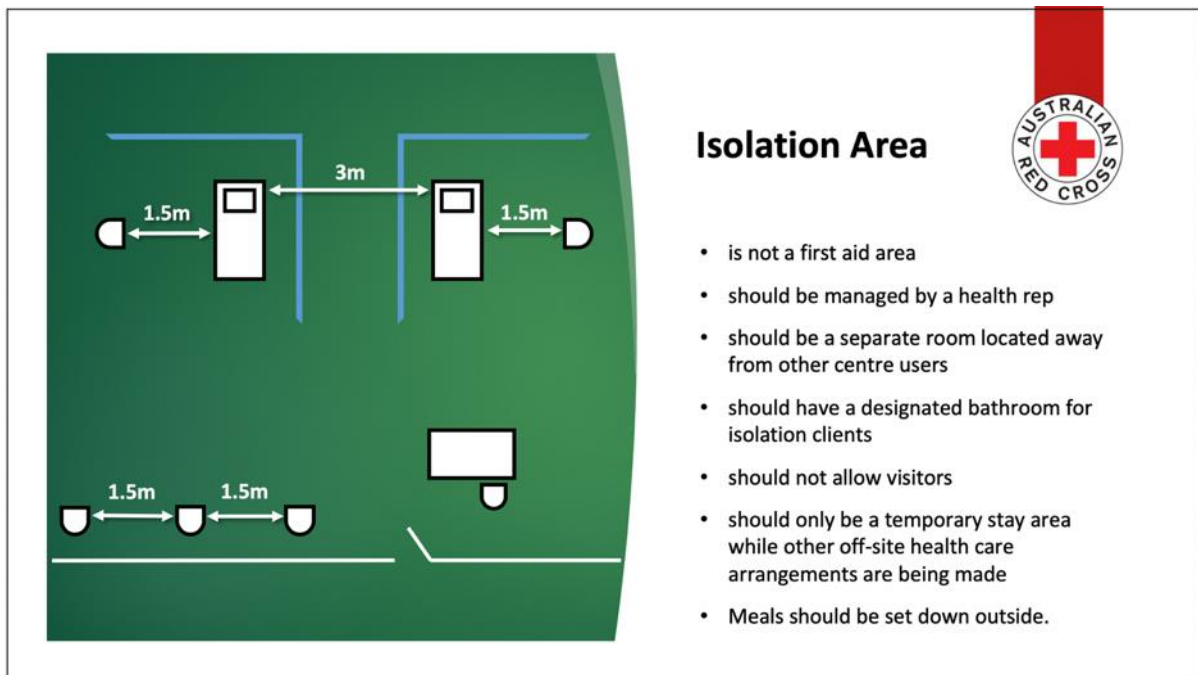 3m
1.5m
1.5m
1.5m
1.5m
AUSTRALIAN
RED CROSS
Isolation Area
• is not a first aid area
• should be managed by a health rep
• should be a separate room located away
from other centre users
• should have a designated bathroom for
isolation clients
• should not allow visitors
• should only be a temporary stay area
while other off-site health care
arrangements are being made
• Meals should be set down outside.